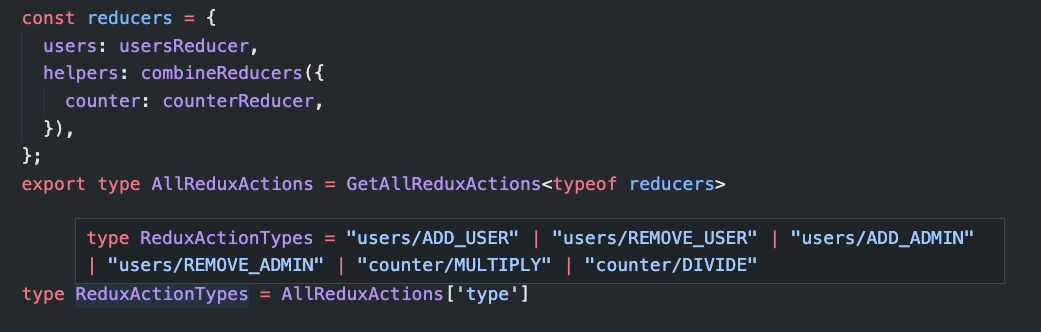 const reducers = {
  users: usersReducer,
  helpers: combineReducers({
    counter: counterReducer,
  }),
};
export type AllReduxActions = GetAllReduxActions<typeof reducers>
type ReduxActionTypes = "users/ADD_USER" | "users/REMOVE_USER" | "users/ADD_ADMIN"
| "users/REMOVE_ADMIN" | "counter/MULTIPLY" | "counter/DIVIDE"
type ReduxActionTypes = AllReduxActions['type']